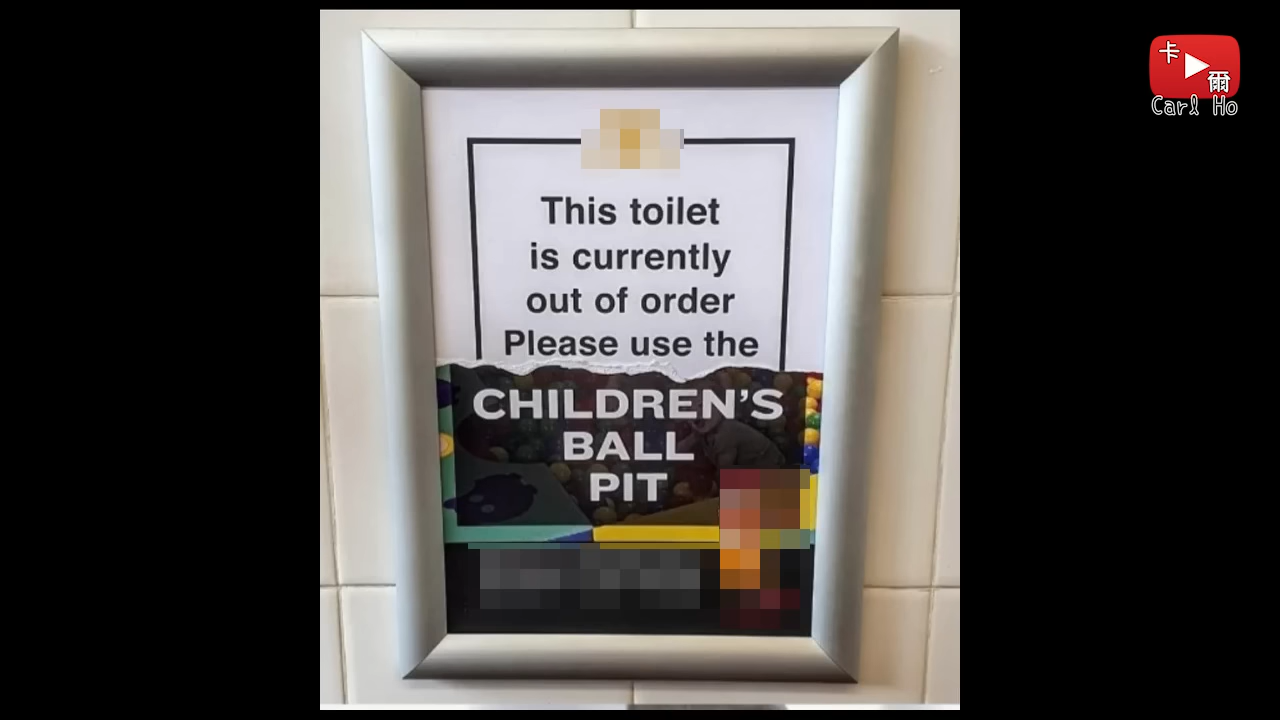 卡
爾
Carl Ho
This toilet
is currently
out of order
Please use the
CHILDREN'S
BALL
PIT